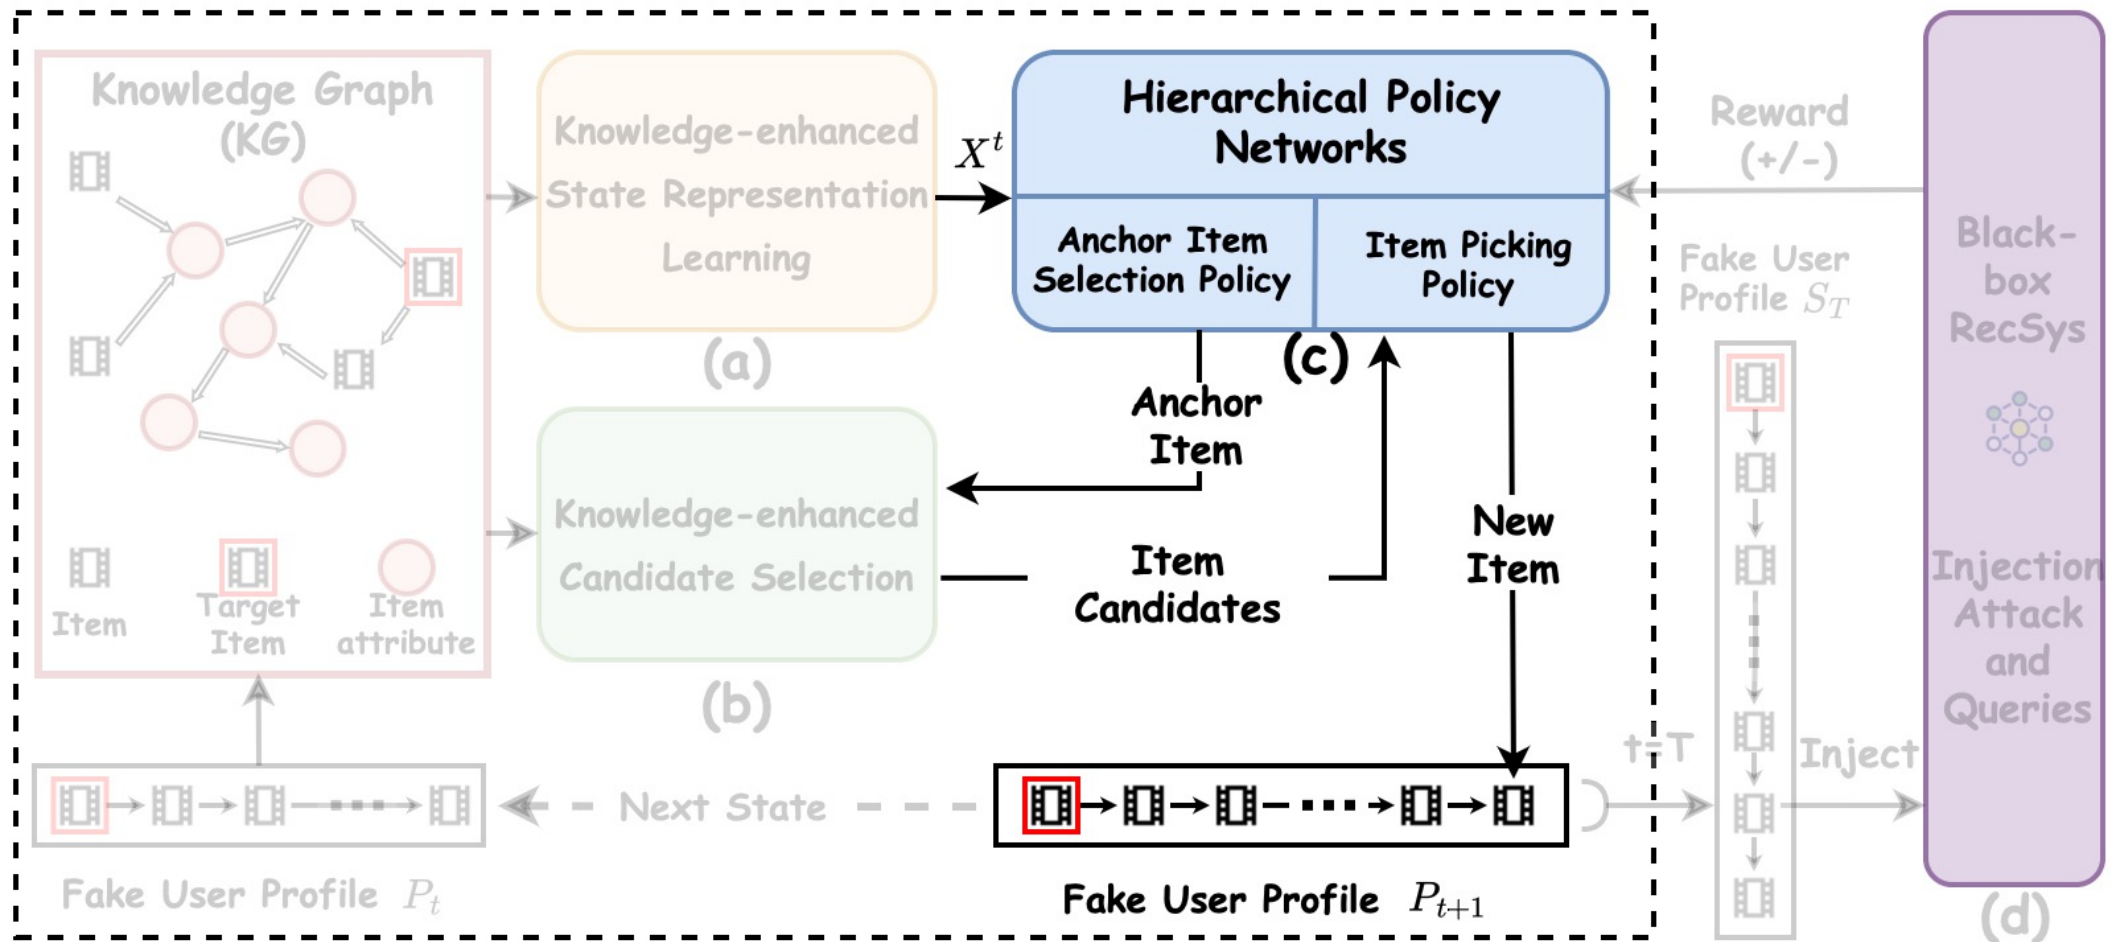 Knowledge Graph
(KG)
Item
Target
Item
Item
attribute
Knowledge-enhanced
State Representation
Learning
(a)
Knowledge-enhanced
Candidate Selection
(b)
X^t
Hierarchical Policy
Networks
Anchor Item
Selection Policy
Item Picking
Policy
(c)
Anchor
Item
Item
Candidates
New
Item
Reward
(+/-)
Fake User
Profile S_T
Black-
box
RecSys
Injection
Attack
and
Queries
(d)
t=T
Inject
Next State
Fake User Profile P_t
Fake User Profile P_{t+1}